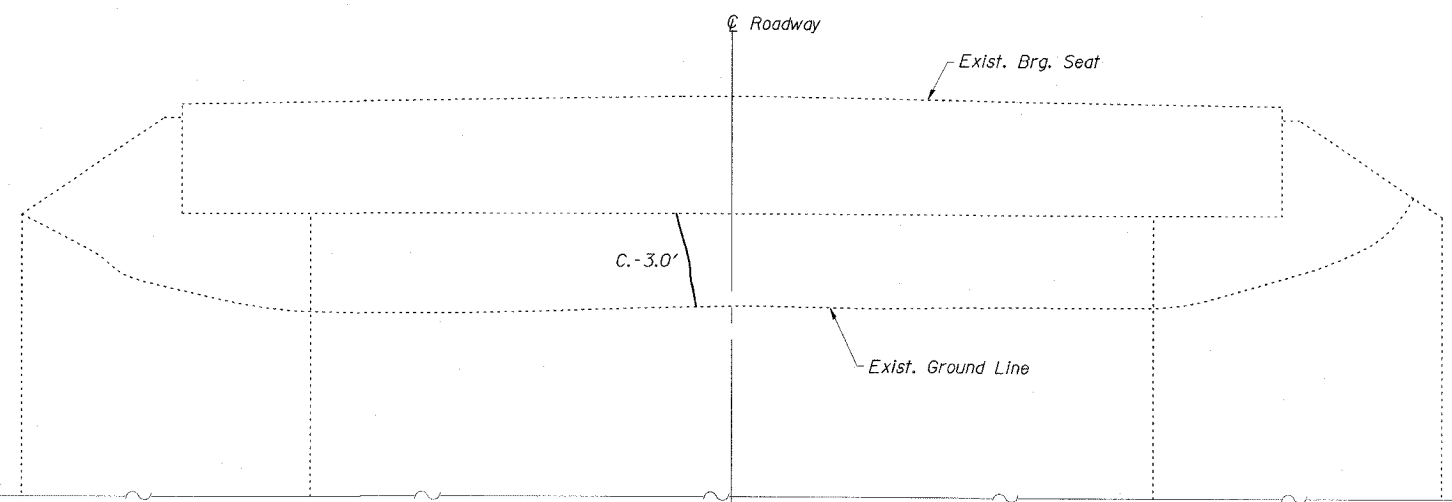 ℄ Roadway
Exist. Brg. Seat
C.-3.0'
Exist. Ground Line